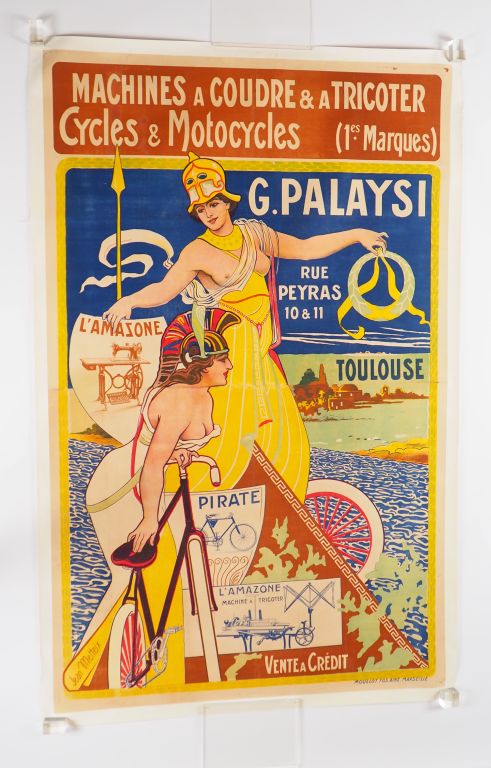 MACHINES A COUDRE & A TRICOTER
Cycles & Motocycles (1es Marques)
G. PALAYSI
RUE
PEYRAS
10 & 11
L'AMAZONE
TOULOUSE
PIRATE
L'AMAZONE
MACHINE A TRICOTER
VENTE A CRÉDIT
MOULLOT FILS AINE MARSEILLE